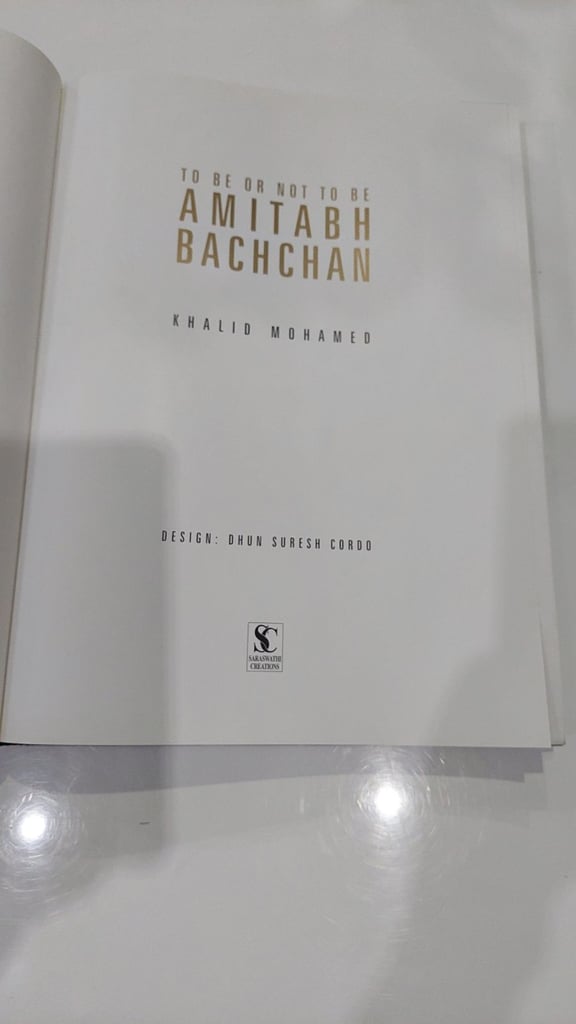 TO BE OR NOT TO BE
AMITABH
BACHCHAN
KHALID MOHAMED
DESIGN: DHUN SURESH CORDO
SC
SARASWATHI
CREATIONS